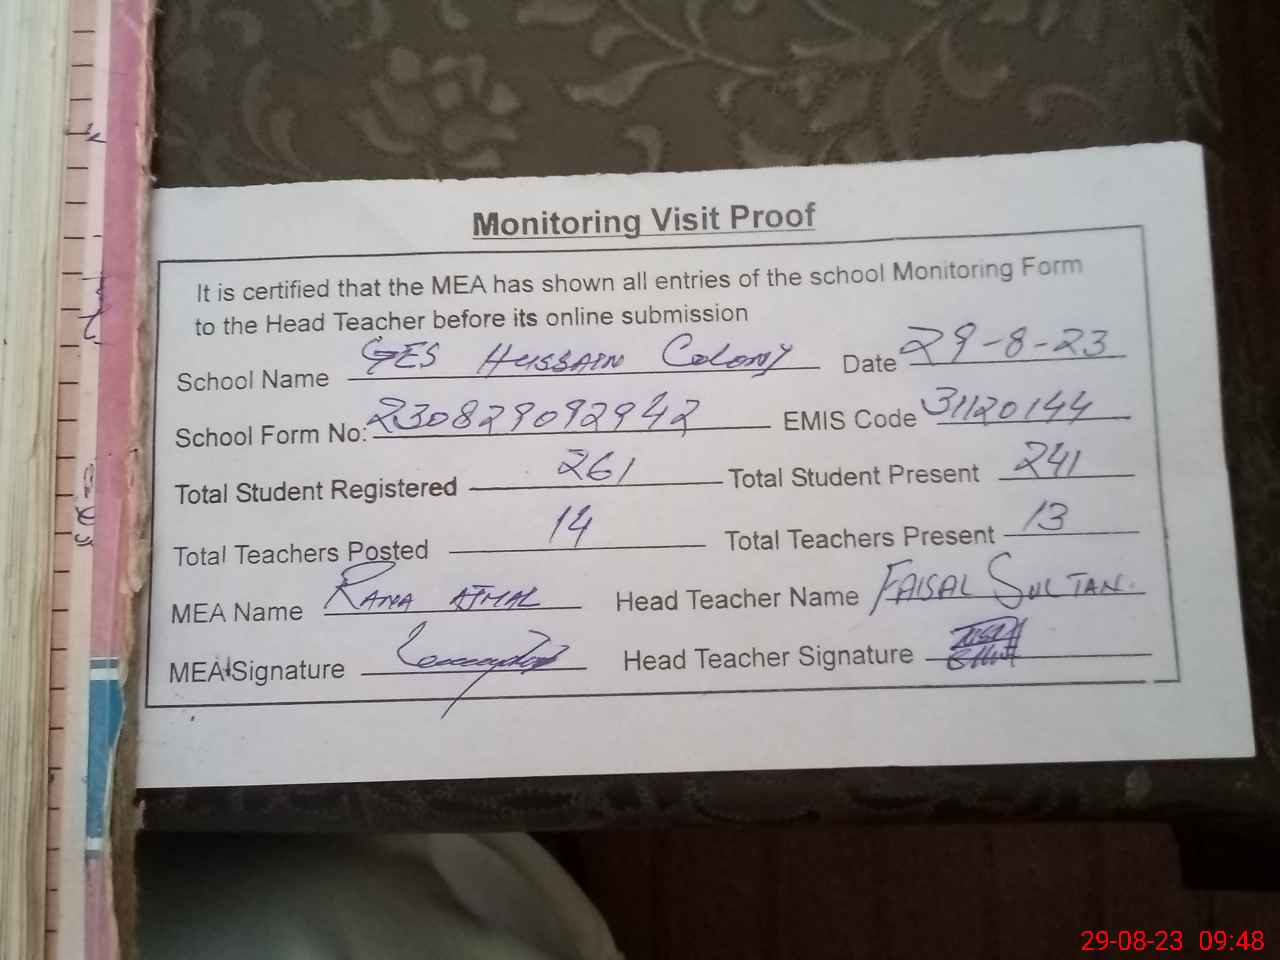 Monitoring Visit Proof
It is certified that the MEA has shown all entries of the school Monitoring Form
to the Head Teacher before its online submission
School Name GES Hussain Colony Date 29-8-23
School Form No: 230829092942 EMIS Code 31120144
Total Student Registered 261 Total Student Present 241
Total Teachers Posted 14 Total Teachers Present 13
MEA Name Rana Ajmal Head Teacher Name Faisal Sultan.
MEA Signature Head Teacher Signature
29-08-23 09:48